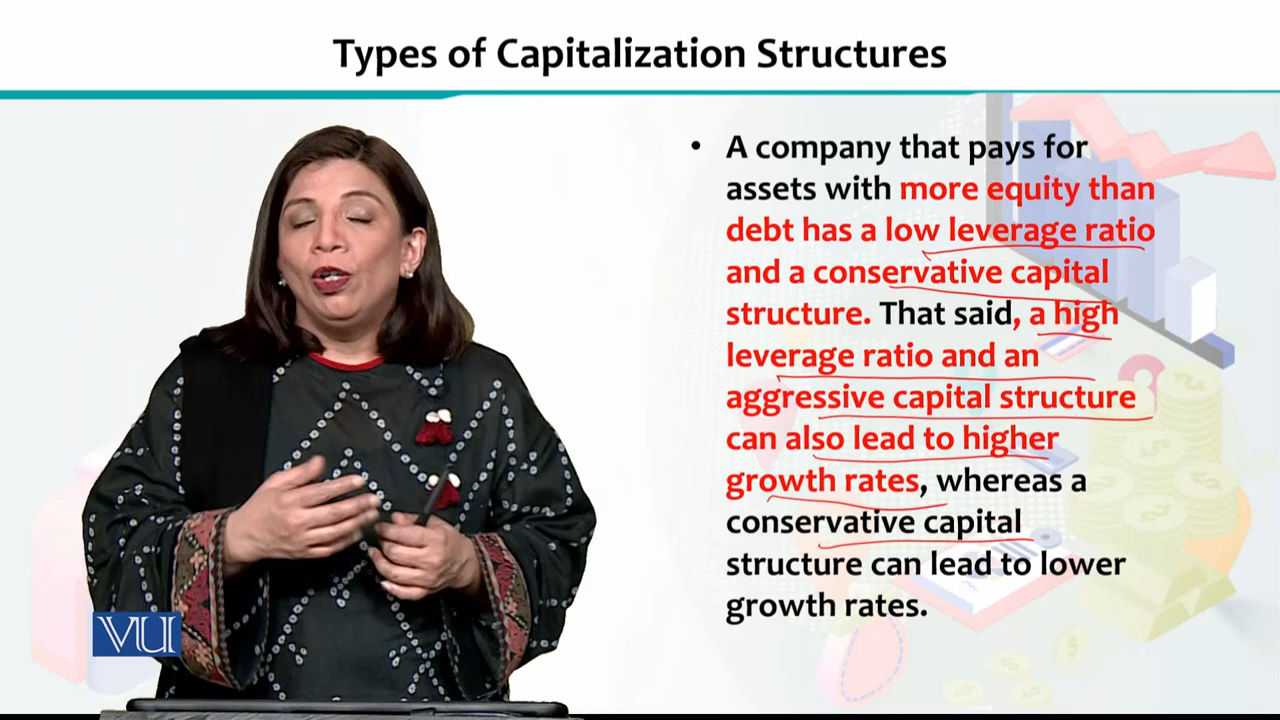 Types of Capitalization Structures
• A company that pays for
assets with more equity than
debt has a low leverage ratio
and a conservative capital
structure. That said, a high
leverage ratio and an
aggressive capital structure
can also lead to higher
growth rates, whereas a
conservative capital
structure can lead to lower
growth rates.
VU